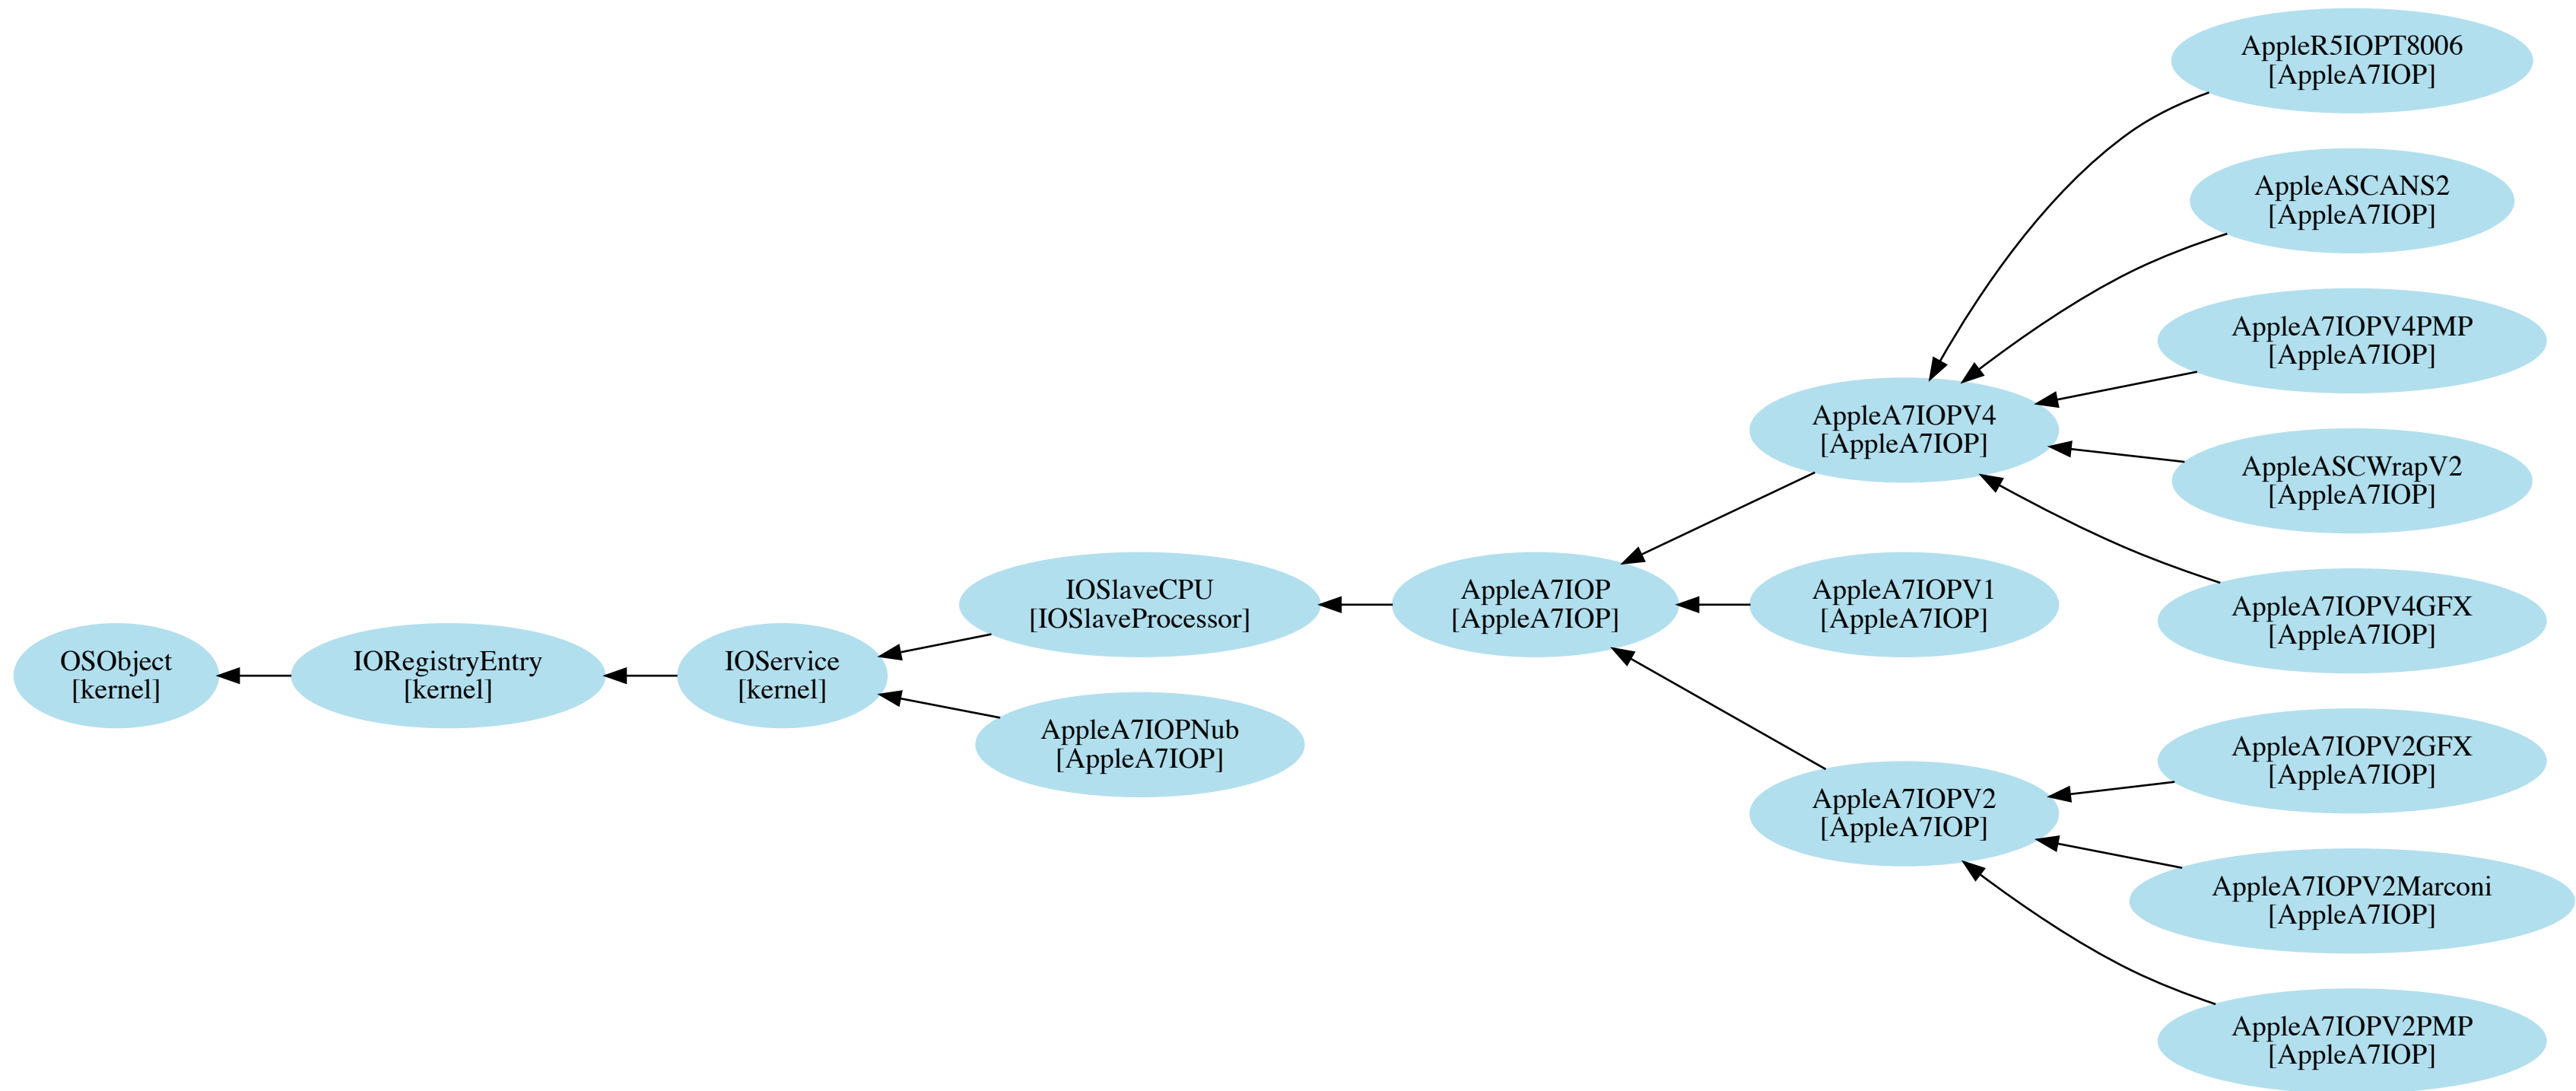 AppleR5IOPT8006
[AppleA7IOP]
AppleASCANS2
[AppleA7IOP]
AppleA7IOPV4PMP
[AppleA7IOP]
AppleA7IOPV4
[AppleA7IOP]
AppleASCWrapV2
[AppleA7IOP]
IOSlaveCPU
[IOSlaveProcessor]
AppleA7IOP
[AppleA7IOP]
AppleA7IOPV1
[AppleA7IOP]
AppleA7IOPV4GFX
[AppleA7IOP]
OSObject
[kernel]
IORegistryEntry
[kernel]
IOService
[kernel]
AppleA7IOPNub
[AppleA7IOP]
AppleA7IOPV2GFX
[AppleA7IOP]
AppleA7IOPV2
[AppleA7IOP]
AppleA7IOPV2Marconi
[AppleA7IOP]
AppleA7IOPV2PMP
[AppleA7IOP]